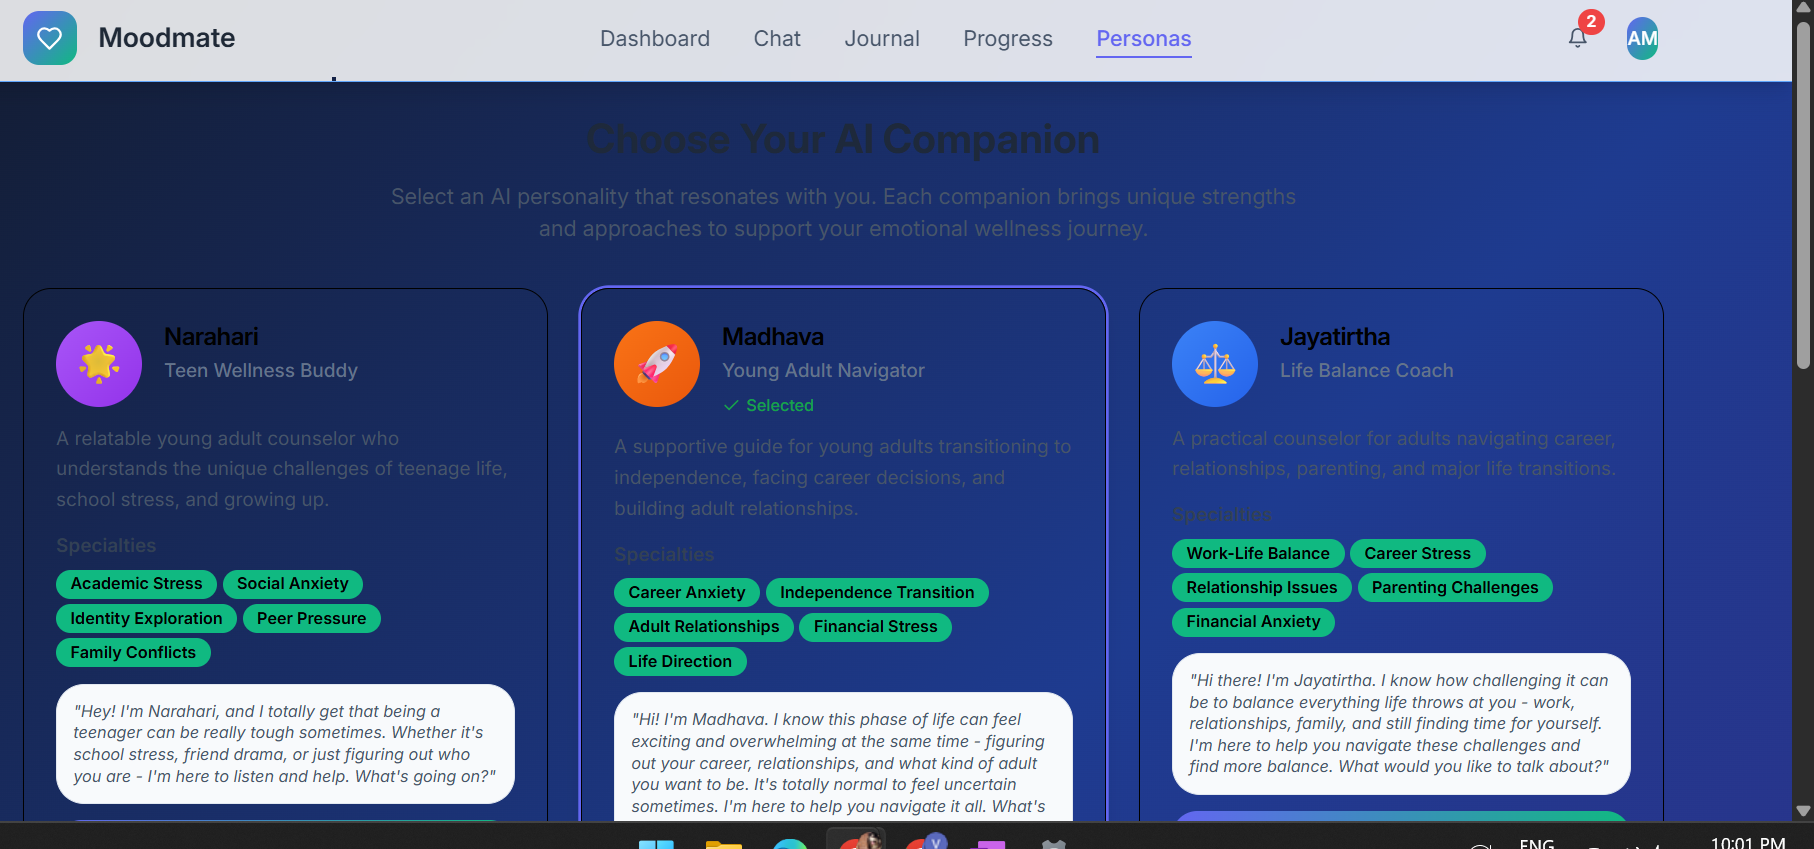 Moodmate
Dashboard
Chat
Journal
Progress
Personas
2
AM
Choose Your AI Companion
Select an AI personality that resonates with you. Each companion brings unique strengths
and approaches to support your emotional wellness journey.
Narahari
Teen Wellness Buddy
A relatable young adult counselor who
understands the unique challenges of teenage life,
school stress, and growing up.
Specialties
Academic Stress
Social Anxiety
Identity Exploration
Peer Pressure
Family Conflicts
"Hey! I'm Narahari, and I totally get that being a
teenager can be really tough sometimes. Whether it's
school stress, friend drama, or just figuring out who
you are - I'm here to listen and help. What's going on?"
Madhava
Young Adult Navigator
Selected
A supportive guide for young adults transitioning to
independence, facing career decisions, and
building adult relationships.
Specialties
Career Anxiety
Independence Transition
Adult Relationships
Financial Stress
Life Direction
"Hi! I'm Madhava. I know this phase of life can feel
exciting and overwhelming at the same time - figuring
out your career, relationships, and what kind of adult
you want to be. It's totally normal to feel uncertain
sometimes. I'm here to help you navigate it all. What's
Jayatirtha
Life Balance Coach
A practical counselor for adults navigating career,
relationships, parenting, and major life transitions.
Specialties
Work-Life Balance
Career Stress
Relationship Issues
Parenting Challenges
Financial Anxiety
"Hi there! I'm Jayatirtha. I know how challenging it can
be to balance everything life throws at you - work,
relationships, family, and still finding time for yourself.
I'm here to help you navigate these challenges and
find more balance. What would you like to talk about?"
V
ENG
10:01 PM